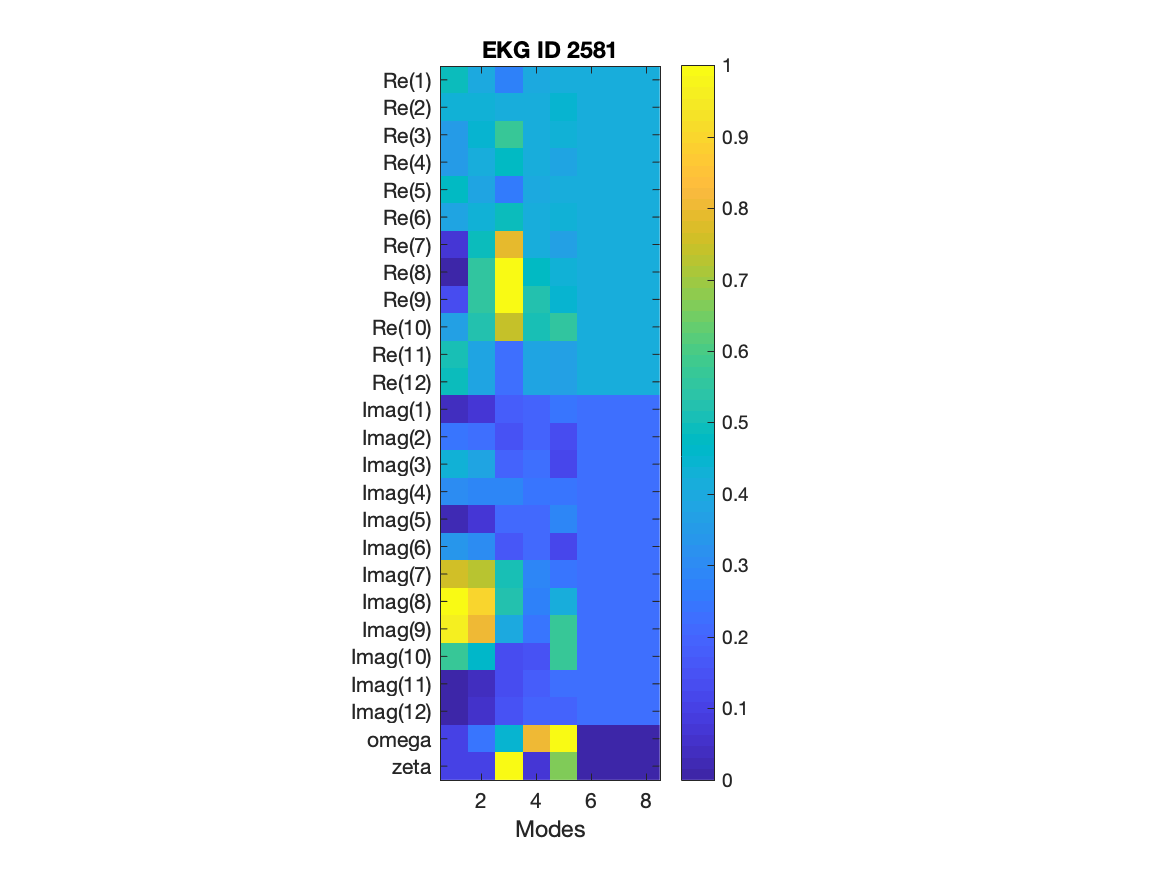 EKG ID 2581
Re(1)
Re(2)
Re(3)
Re(4)
Re(5)
Re(6)
Re(7)
Re(8)
Re(9)
Re(10)
Re(11)
Re(12)
Imag(1)
Imag(2)
Imag(3)
Imag(4)
Imag(5)
Imag(6)
Imag(7)
Imag(8)
Imag(9)
Imag(10)
Imag(11)
Imag(12)
omega
zeta
2 4 6 8
Modes
1
0.9
0.8
0.7
0.6
0.5
0.4
0.3
0.2
0.1
0